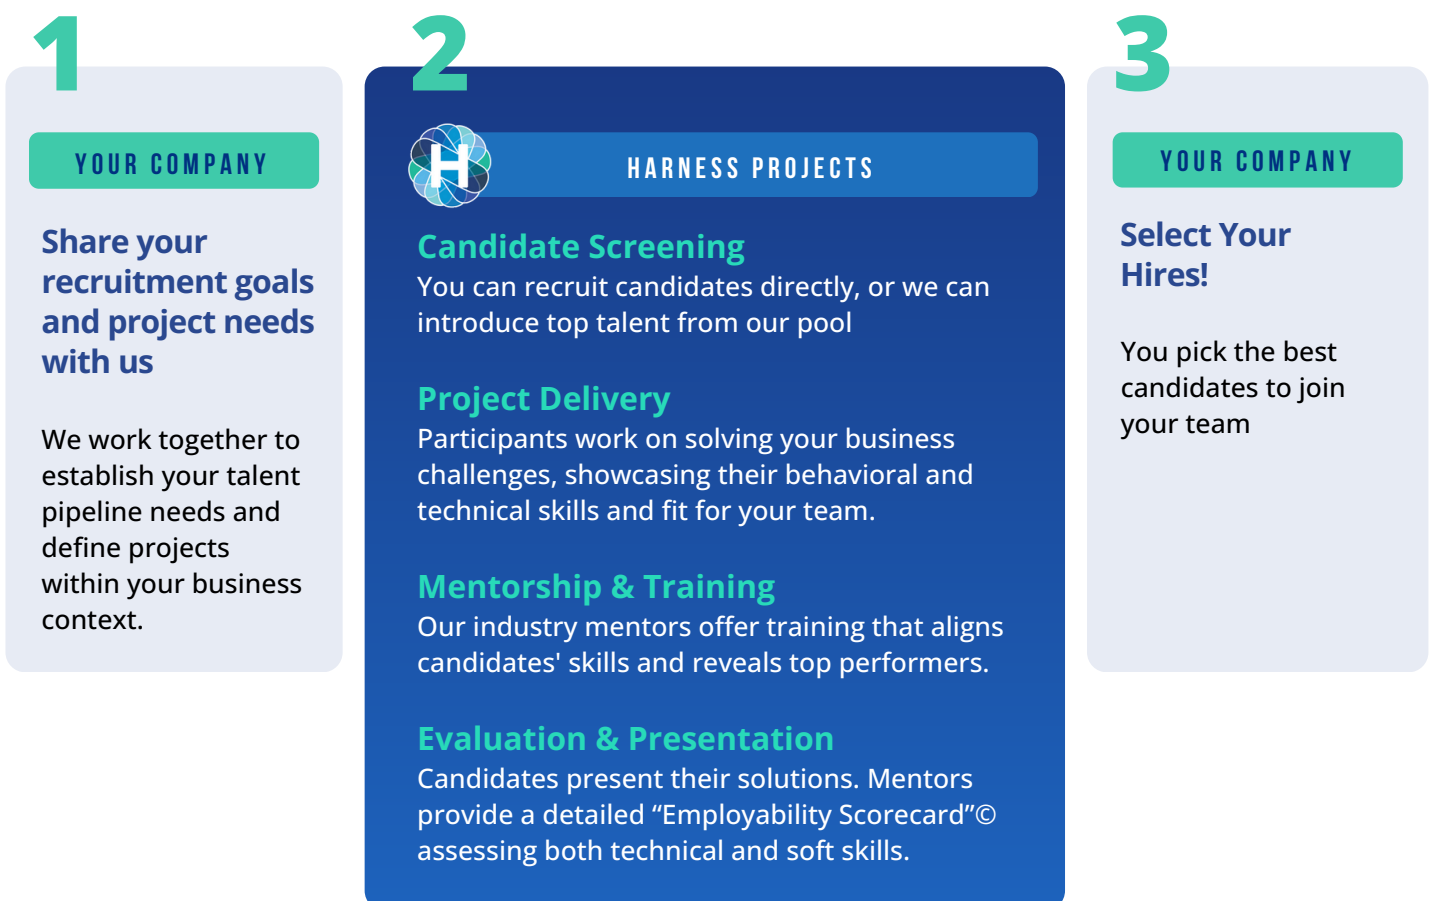 1
YOUR COMPANY
Share your
recruitment goals
and project needs
with us
We work together to
establish your talent
pipeline needs and
define projects
within your business
context.
2
H
HARNESS PROJECTS
Candidate Screening
You can recruit candidates directly, or we can
introduce top talent from our pool
Project Delivery
Participants work on solving your business
challenges, showcasing their behavioral and
technical skills and fit for your team.
Mentorship & Training
Our industry mentors offer training that aligns
candidates' skills and reveals top performers.
Evaluation & Presentation
Candidates present their solutions. Mentors
provide a detailed “Employability Scorecard”©
assessing both technical and soft skills.
3
YOUR COMPANY
Select Your
Hires!
You pick the best
candidates to join
your team